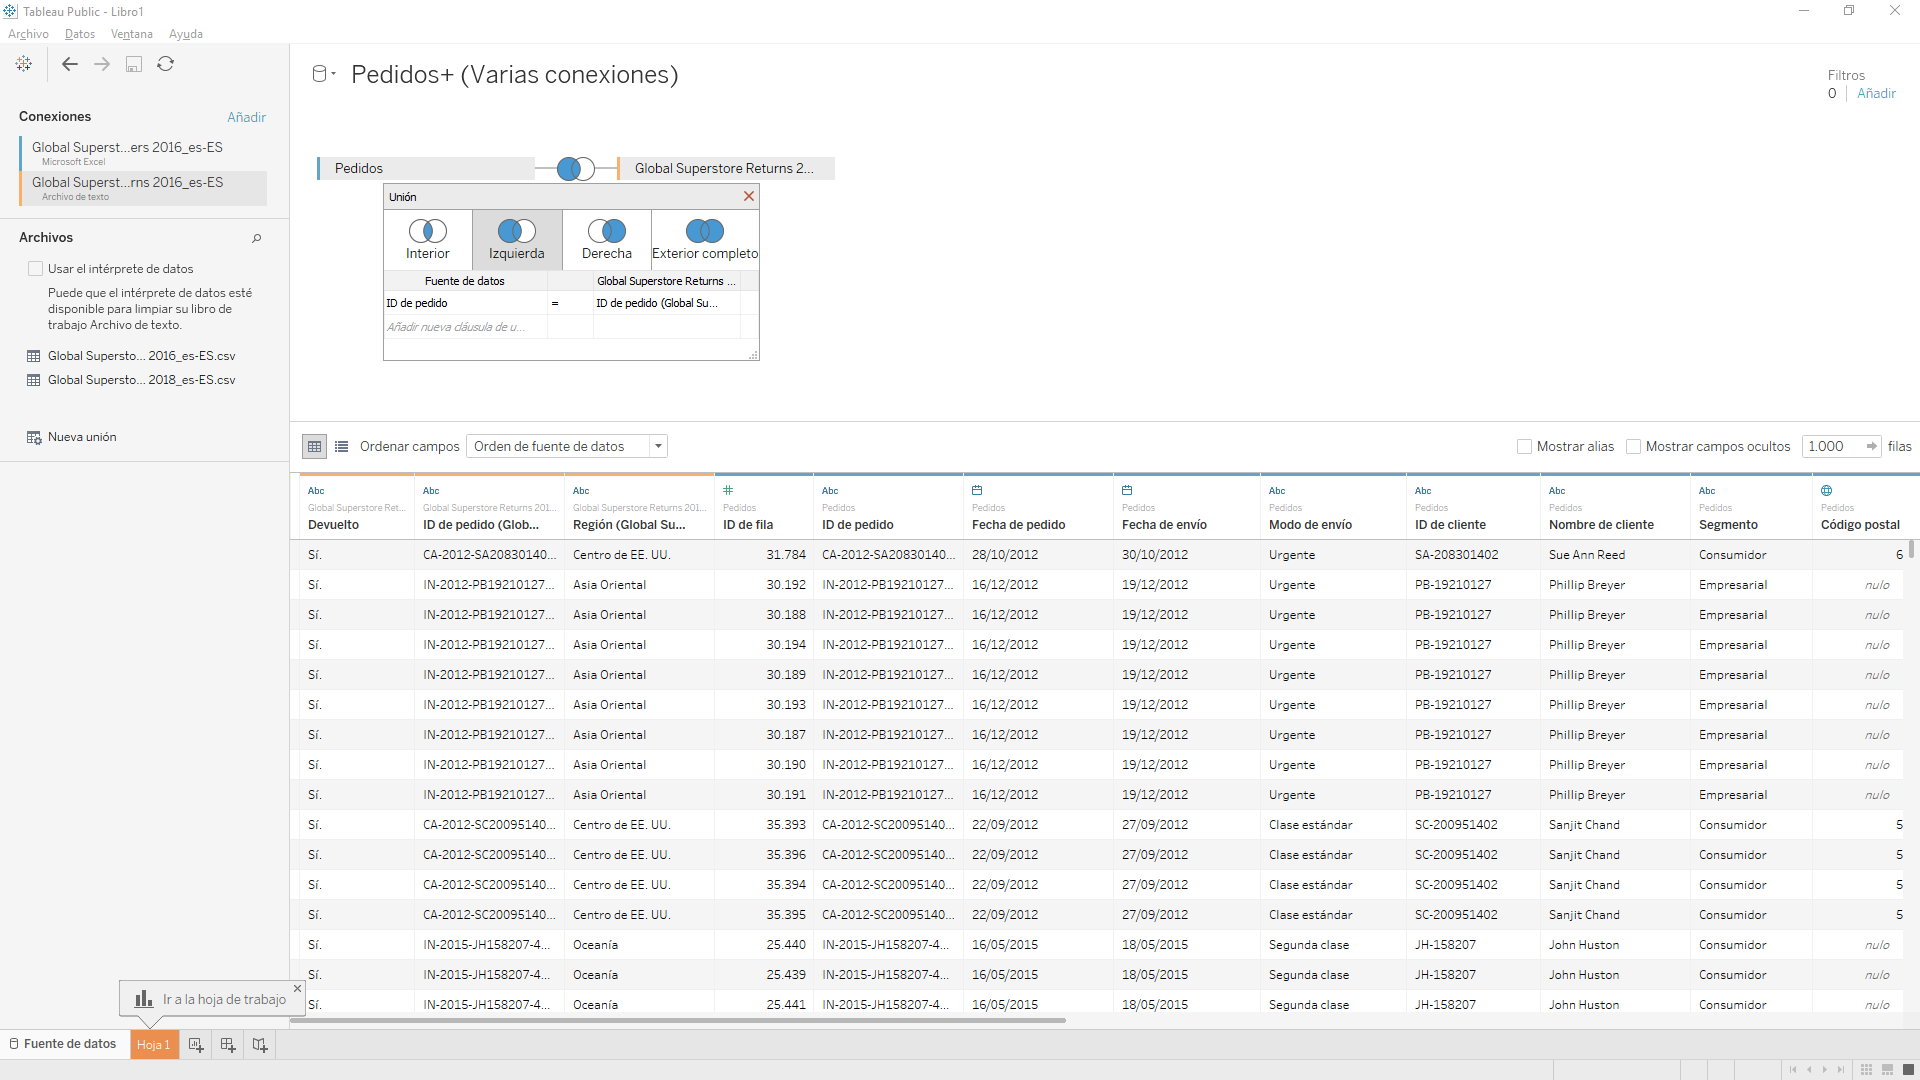 Tableau Public - Libro1
Archivo Datos Ventana Ayuda
Pedidos+ (Varias conexiones)
Filtros
0 Añadir
Conexiones Añadir
Global Superst...ers 2016_es-ES
Microsoft Excel
Global Superst...rns 2016_es-ES
Archivo de texto
Archivos
Usar el intérprete de datos
Puede que el intérprete de datos esté
disponible para limpiar su libro de
trabajo Archivo de texto.
Global Supersto... 2016_es-ES.csv
Global Supersto... 2018_es-ES.csv
Nueva unión
Pedidos Global Superstore Returns 2...
Unión
Interior Izquierda Derecha Exterior completo
Fuente de datos Global Superstore Returns ...
ID de pedido = ID de pedido (Global Su...
Añadir nueva cláusula de u...
Ordenar campos Orden de fuente de datos Mostrar alias Mostrar campos ocultos 1.000 filas
Abc Abc Abc Abc Abc Abc Abc Abc
Global Superstore Ret... Global Superstore Returns 201... Global Superstore Returns 201... Pedidos Pedidos Pedidos Pedidos Pedidos Pedidos Pedidos Pedidos Pedidos
Devuelto ID de pedido (Glob... Región (Global Su... ID de fila ID de pedido Fecha de pedido Fecha de envío Modo de envío ID de cliente Nombre de cliente Segmento Código postal
Sí. CA-2012-SA20830140... Centro de EE. UU. 31.784 CA-2012-SA20830140... 28/10/2012 30/10/2012 Urgente SA-208301402 Sue Ann Reed Consumidor 6
Sí. IN-2012-PB19210127... Asia Oriental 30.192 IN-2012-PB19210127... 16/12/2012 19/12/2012 Urgente PB-19210127 Phillip Breyer Empresarial nulo
Sí. IN-2012-PB19210127... Asia Oriental 30.188 IN-2012-PB19210127... 16/12/2012 19/12/2012 Urgente PB-19210127 Phillip Breyer Empresarial nulo
Sí. IN-2012-PB19210127... Asia Oriental 30.194 IN-2012-PB19210127... 16/12/2012 19/12/2012 Urgente PB-19210127 Phillip Breyer Empresarial nulo
Sí. IN-2012-PB19210127... Asia Oriental 30.189 IN-2012-PB19210127... 16/12/2012 19/12/2012 Urgente PB-19210127 Phillip Breyer Empresarial nulo
Sí. IN-2012-PB19210127... Asia Oriental 30.193 IN-2012-PB19210127... 16/12/2012 19/12/2012 Urgente PB-19210127 Phillip Breyer Empresarial nulo
Sí. IN-2012-PB19210127... Asia Oriental 30.187 IN-2012-PB19210127... 16/12/2012 19/12/2012 Urgente PB-19210127 Phillip Breyer Empresarial nulo
Sí. IN-2012-PB19210127... Asia Oriental 30.190 IN-2012-PB19210127... 16/12/2012 19/12/2012 Urgente PB-19210127 Phillip Breyer Empresarial nulo
Sí. IN-2012-PB19210127... Asia Oriental 30.191 IN-2012-PB19210127... 16/12/2012 19/12/2012 Urgente PB-19210127 Phillip Breyer Empresarial nulo
Sí. CA-2012-SC20095140... Centro de EE. UU. 35.393 CA-2012-SC20095140... 22/09/2012 27/09/2012 Clase estándar SC-200951402 Sanjit Chand Consumidor 5
Sí. CA-2012-SC20095140... Centro de EE. UU. 35.396 CA-2012-SC20095140... 22/09/2012 27/09/2012 Clase estándar SC-200951402 Sanjit Chand Consumidor 5
Sí. CA-2012-SC20095140... Centro de EE. UU. 35.394 CA-2012-SC20095140... 22/09/2012 27/09/2012 Clase estándar SC-200951402 Sanjit Chand Consumidor 5
Sí. CA-2012-SC20095140... Centro de EE. UU. 35.395 CA-2012-SC20095140... 22/09/2012 27/09/2012 Clase estándar SC-200951402 Sanjit Chand Consumidor 5
Sí. IN-2015-JH158207-4... Oceanía 25.440 IN-2015-JH158207-4... 16/05/2015 18/05/2015 Segunda clase JH-158207 John Huston Consumidor nulo
Sí. IN-2015-JH158207-4... Oceanía 25.439 IN-2015-JH158207-4... 16/05/2015 18/05/2015 Segunda clase JH-158207 John Huston Consumidor nulo
Sí. IN-2015-JH158207-4... Oceanía 25.441 IN-2015-JH158207-4... 16/05/2015 18/05/2015 Segunda clase JH-158207 John Huston Consumidor nulo
Ir a la hoja de trabajo
Fuente de datos Hoja 1